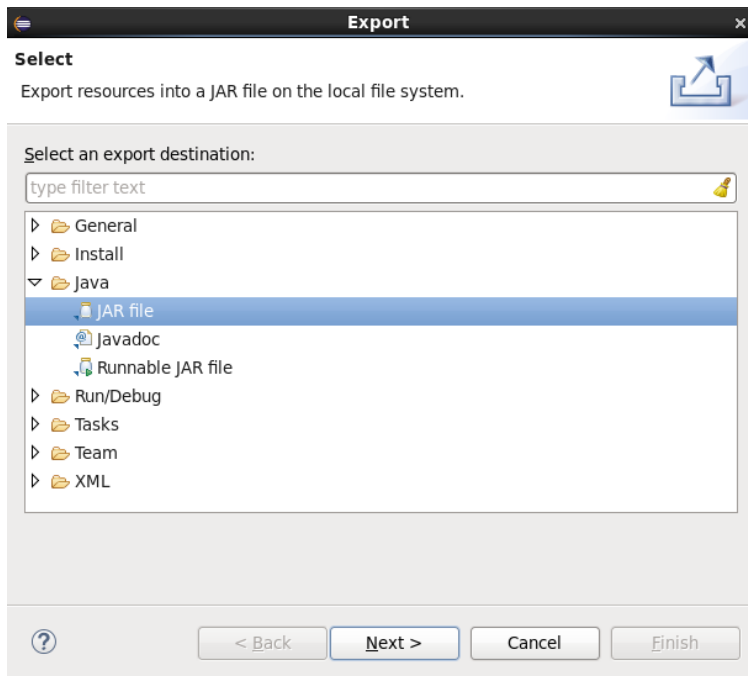 Export
Select
Export resources into a JAR file on the local file system.
Select an export destination:
type filter text
General
Install
Java
JAR file
Javadoc
Runnable JAR file
Run/Debug
Tasks
Team
XML
< Back Next > Cancel Finish